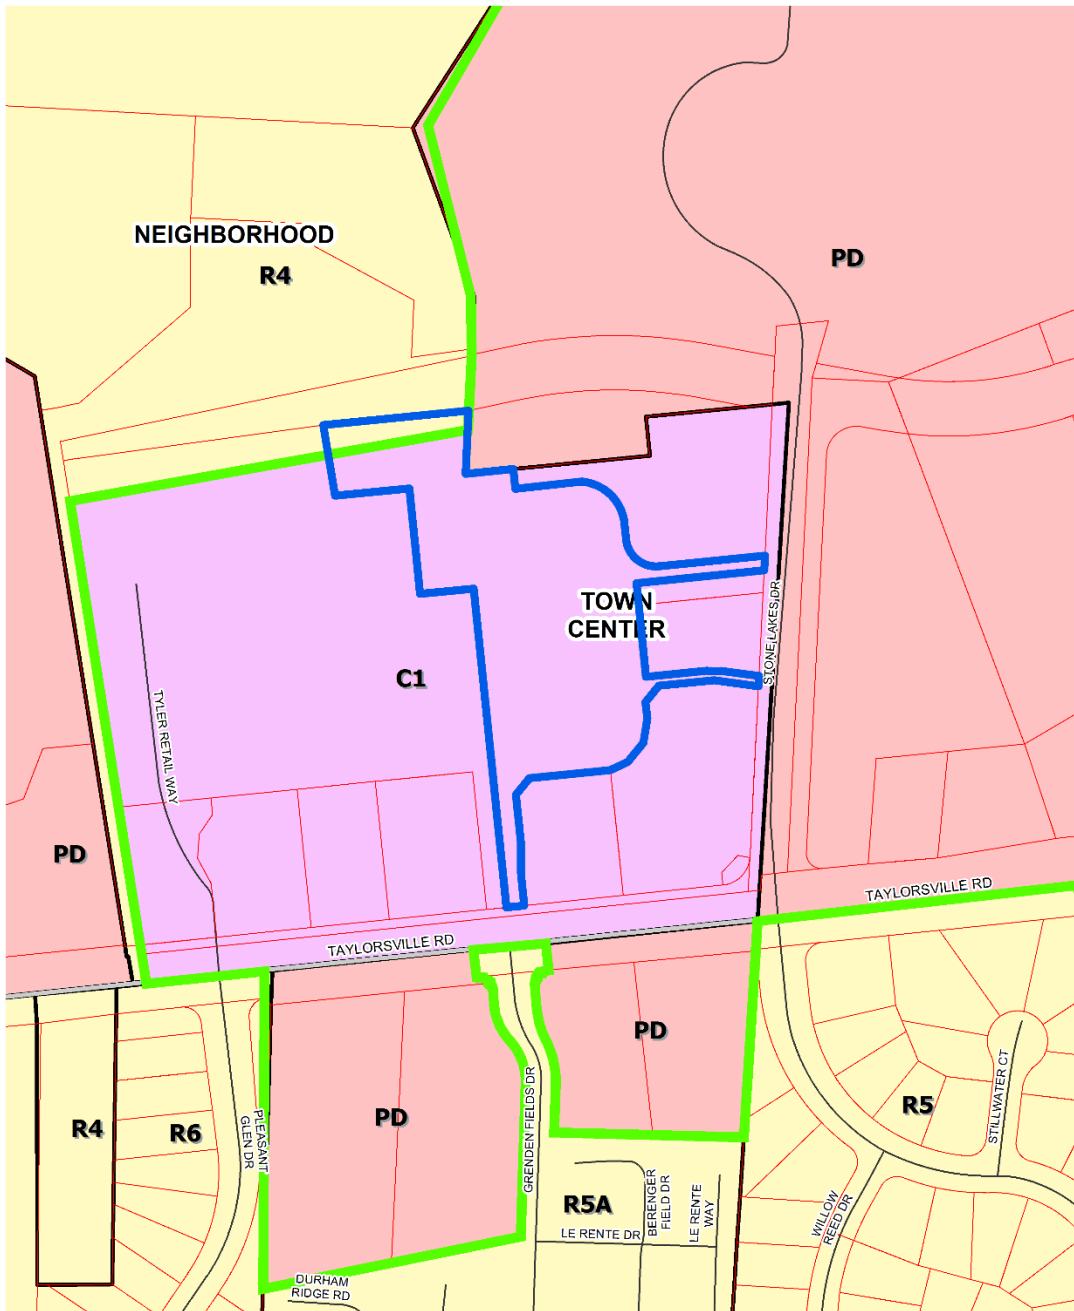 NEIGHBORHOOD
R4
PD
TOWN
CENTER
STONE LAKES DR
C1
TYLER RETAIL WAY
PD
TAYLORSVILLE RD
TAYLORSVILLE RD
PD
PD
R4
R6
PLEASANT
GLEN DR
GRENDEN FIELDS DR
R5
STILLWATER CT
R5A
BERENGER
FIELD DR
LE RENTE
WAY
LE RENTE DR
WILLOW
REED DR
DURHAM
RIDGE RD